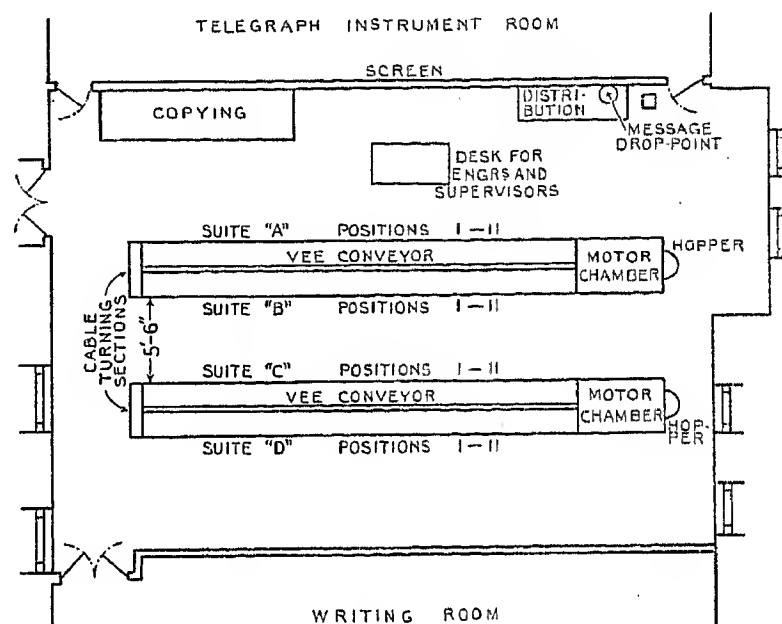 TELEGRAPH INSTRUMENT ROOM
SCREEN
COPYING
DISTRI-
BUTION
MESSAGE
DROP-POINT
DESK FOR
ENGRS AND
SUPERVISORS
SUITE "A" POSITIONS 1-11
VEE CONVEYOR
MOTOR
CHAMBER
HOPPER
SUITE "B" POSITIONS 1-11
CABLE
TURNING
SECTIONS
5'-6"
SUITE "C" POSITIONS 1-11
VEE CONVEYOR
MOTOR
CHAMBER
HOP-
PER
SUITE "D" POSITIONS 1-11
WRITING ROOM